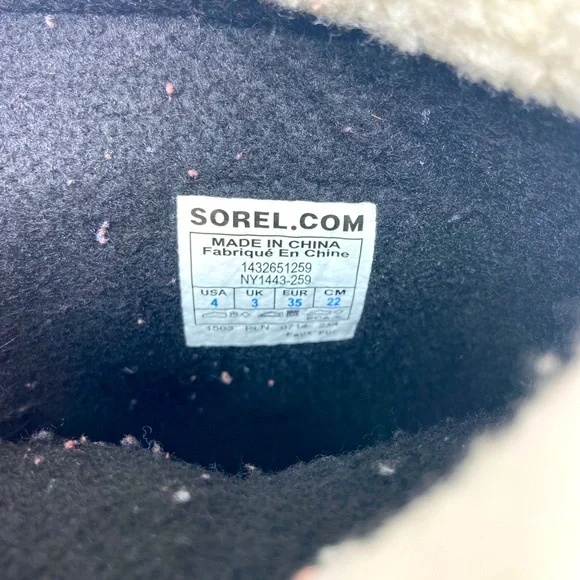 SOREL.COM
MADE IN CHINA
Fabriqué En Chine
1432651259
NY1443-259
USA UK EUR CM
4 3 35 22
1503